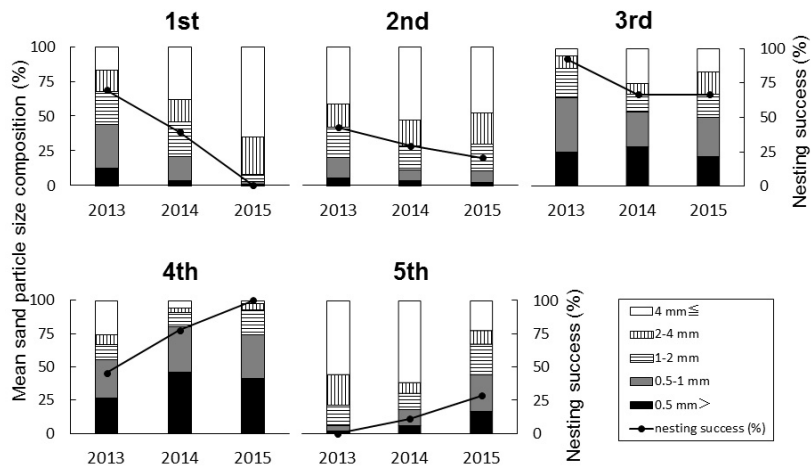 1st
2nd
3rd
Mean sand particle size composition (%)
100
75
50
25
0
2013 2014 2015
2013 2014 2015
2013 2014 2015
100
75
50
25
0
Nesting success (%)
4th
5th
100
75
50
25
0
2013 2014 2015
2013 2014 2015
100
75
50
25
0
Nesting success (%)
4 mm≦
2-4 mm
1-2 mm
0.5-1 mm
0.5 mm＞
nesting success (%)